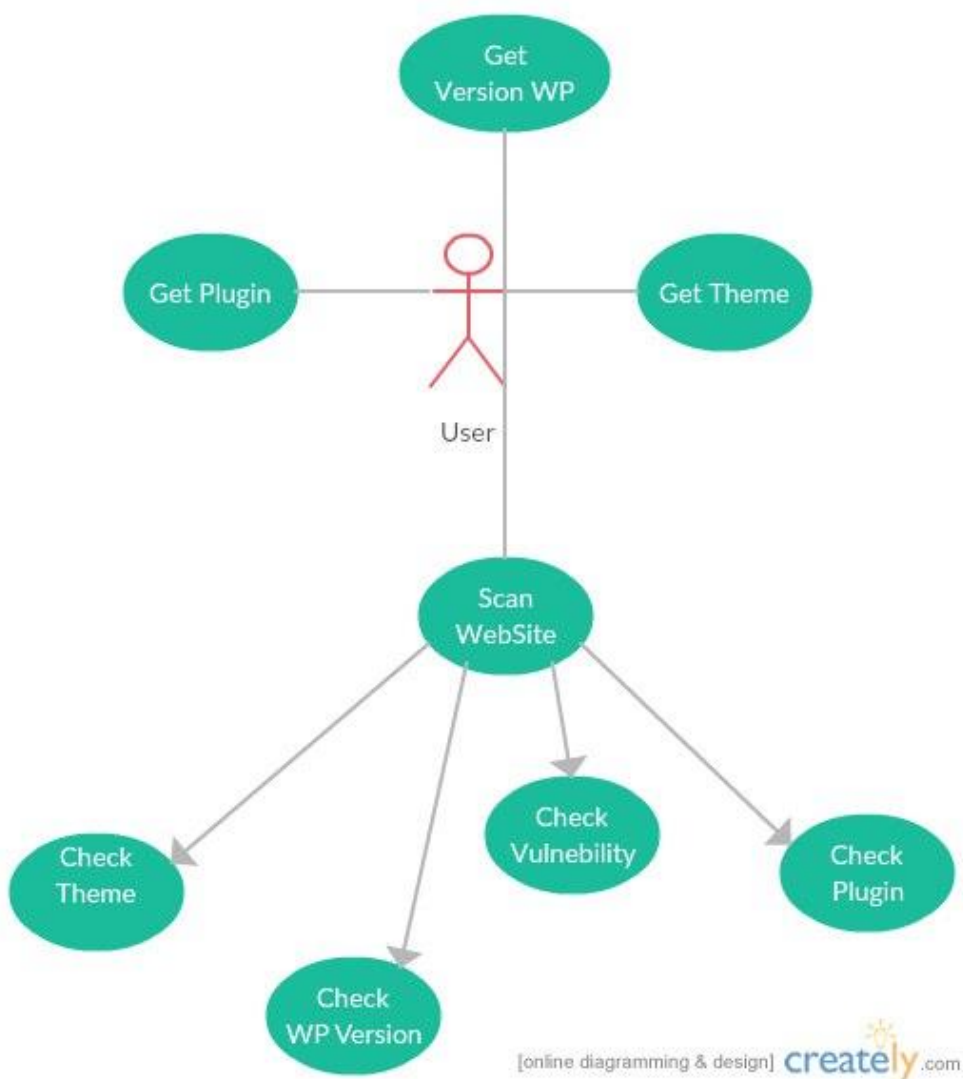 Get
Version WP
Get Plugin
Get Theme
User
Scan
WebSite
Check
Theme
Check
WP Version
Check
Vulnebility
Check
Plugin
[online diagramming & design] creately.com